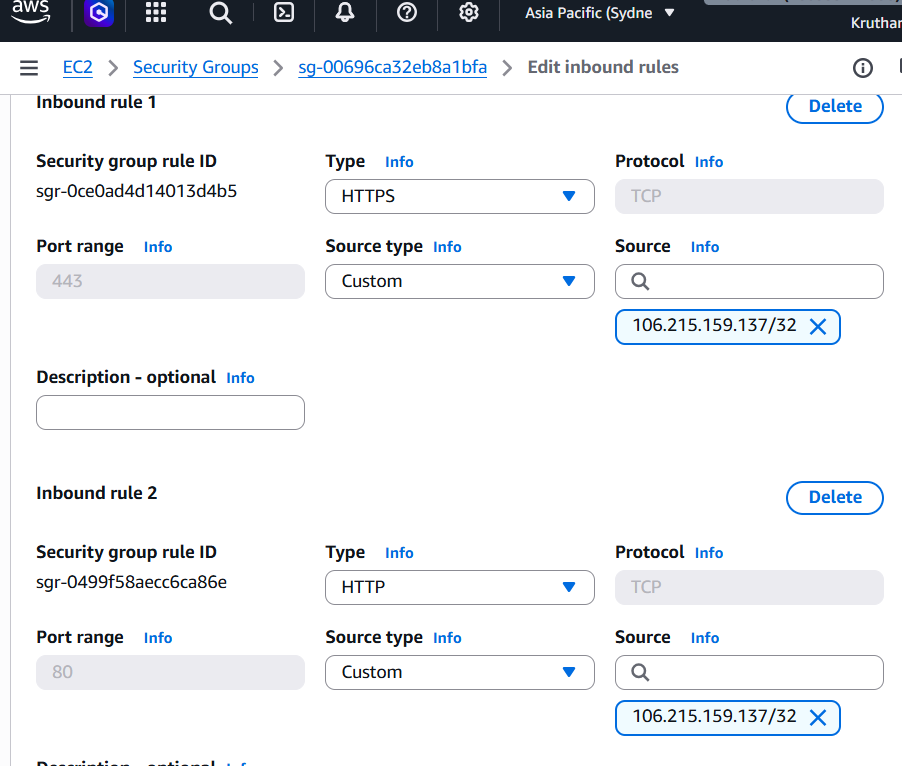 aws
Asia Pacific (Sydne
Kruthar
EC2 Security Groups sg-00696ca32eb8a1bfa Edit inbound rules
Inbound rule 1 Delete
Security group rule ID Type Info Protocol Info
sgr-0ce0ad4d14013d4b5 HTTPS TCP
Port range Info Source type Info Source Info
443 Custom
106.215.159.137/32
Description - optional Info
Inbound rule 2 Delete
Security group rule ID Type Info Protocol Info
sgr-0499f58aecc6ca86e HTTP TCP
Port range Info Source type Info Source Info
80 Custom
106.215.159.137/32
Description - optional Info